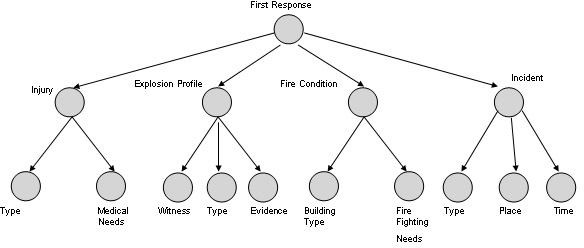 First Response
Injury
Explosion Profile
Fire Condition
Incident
Type
Medical
Needs
Witness
Type
Evidence
Building
Type
Fire
Fighting
Needs
Type
Place
Time